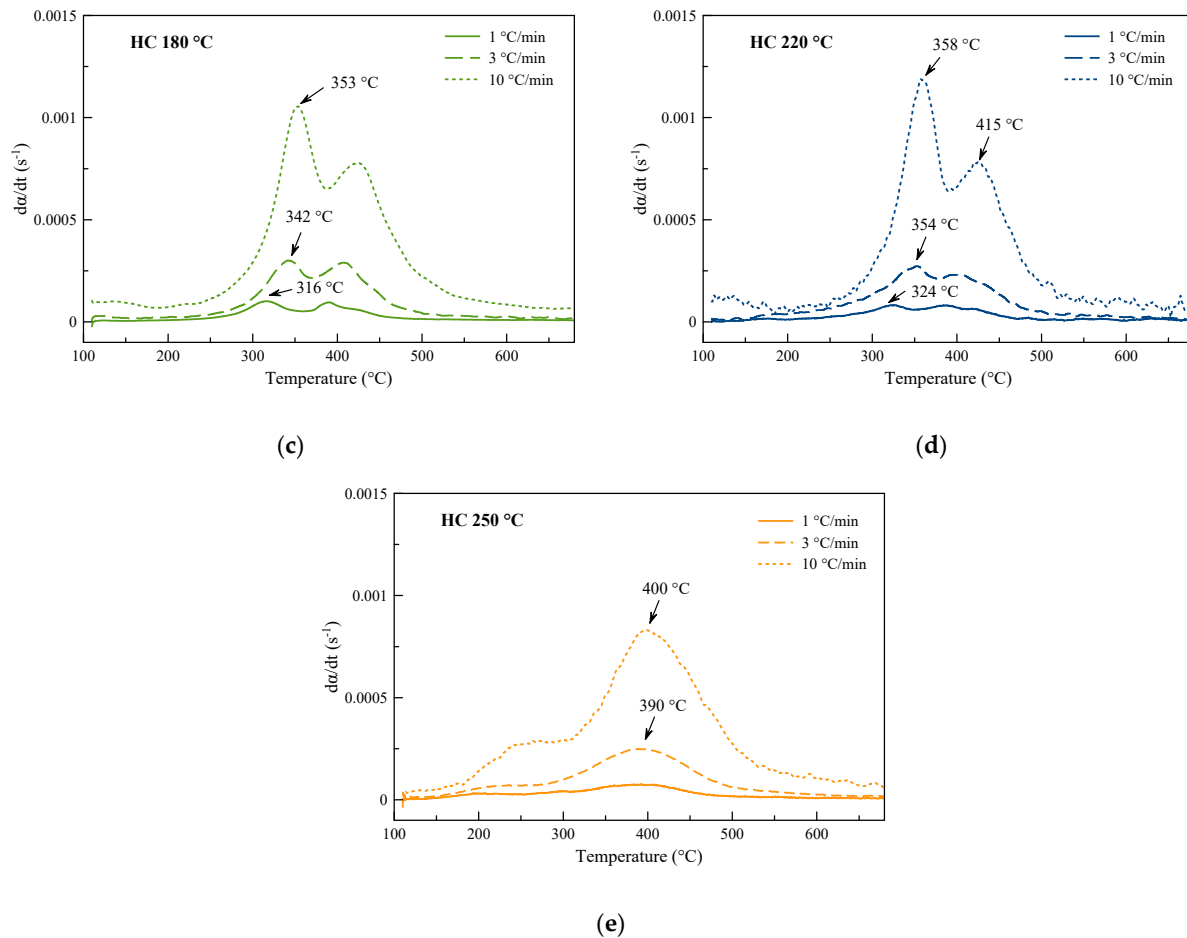 HC 180 °C
1 °C/min
3 °C/min
10 °C/min
353 °C
342 °C
316 °C
0.0015
0.001
0.0005
0
100 200 300 400 500 600
dα/dt (s⁻¹)
Temperature (°C)
(c)
HC 220 °C
1 °C/min
3 °C/min
10 °C/min
358 °C
415 °C
354 °C
324 °C
0.0015
0.001
0.0005
0
100 200 300 400 500 600
dα/dt (s⁻¹)
Temperature (°C)
(d)
HC 250 °C
1 °C/min
3 °C/min
10 °C/min
400 °C
390 °C
0.0015
0.001
0.0005
0
100 200 300 400 500 600
dα/dt (s⁻¹)
Temperature (°C)
(e)